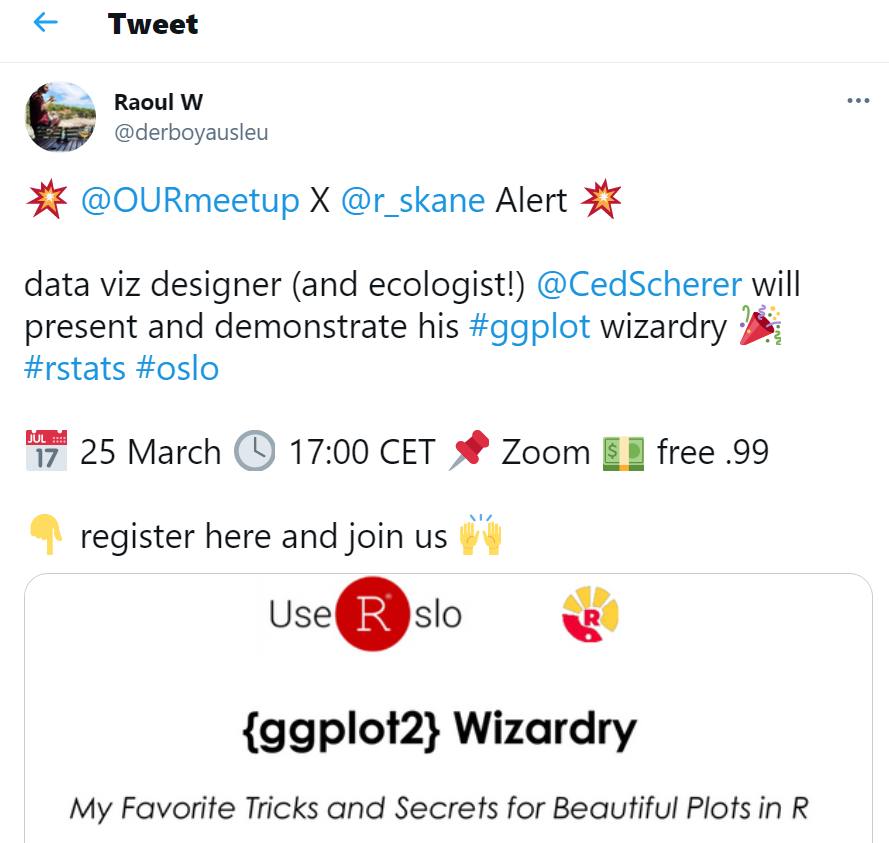 Tweet
Raoul W
@derboyausleu
💥 @OURmeetup X @r_skane Alert 💥
data viz designer (and ecologist!) @CedScherer will
present and demonstrate his #ggplot wizardry 🎉
#rstats #oslo
📅 25 March 🕓 17:00 CET 📌 Zoom 💵 free .99
👇 register here and join us 🙌
Use R slo R
{ggplot2} Wizardry
My Favorite Tricks and Secrets for Beautiful Plots in R